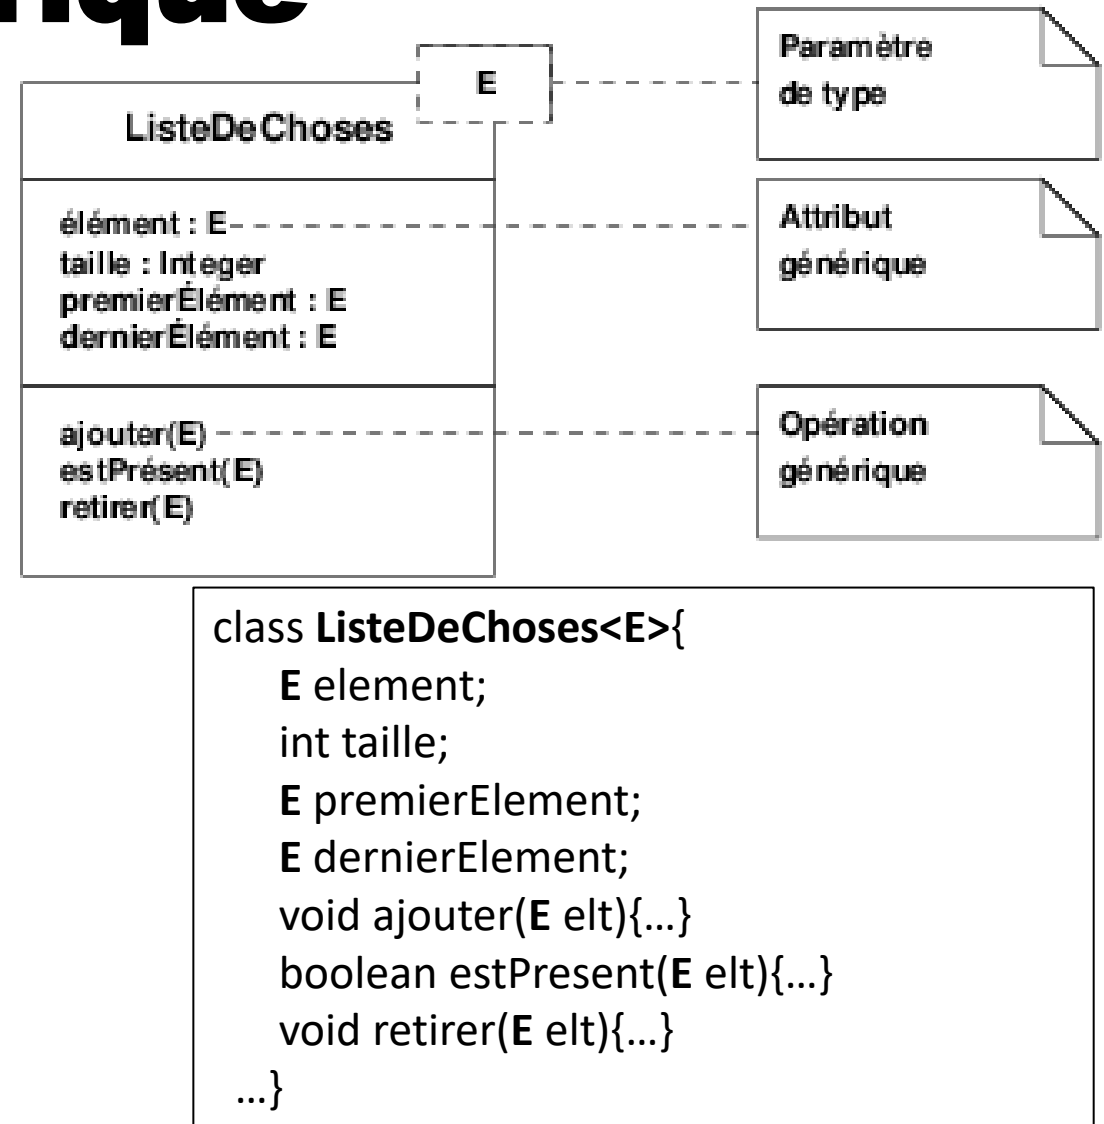 rique
E
ListeDeChoses
Paramètre
de type
élément : E
taille : Integer
premierÉlément : E
dernierÉlément : E
Attribut
générique
ajouter(E)
estPrésent(E)
retirer(E)
Opération
générique
class ListeDeChoses<E>{
E element;
int taille;
E premierElement;
E dernierElement;
void ajouter(E elt){…}
boolean estPresent(E elt){…}
void retirer(E elt){…}
…}